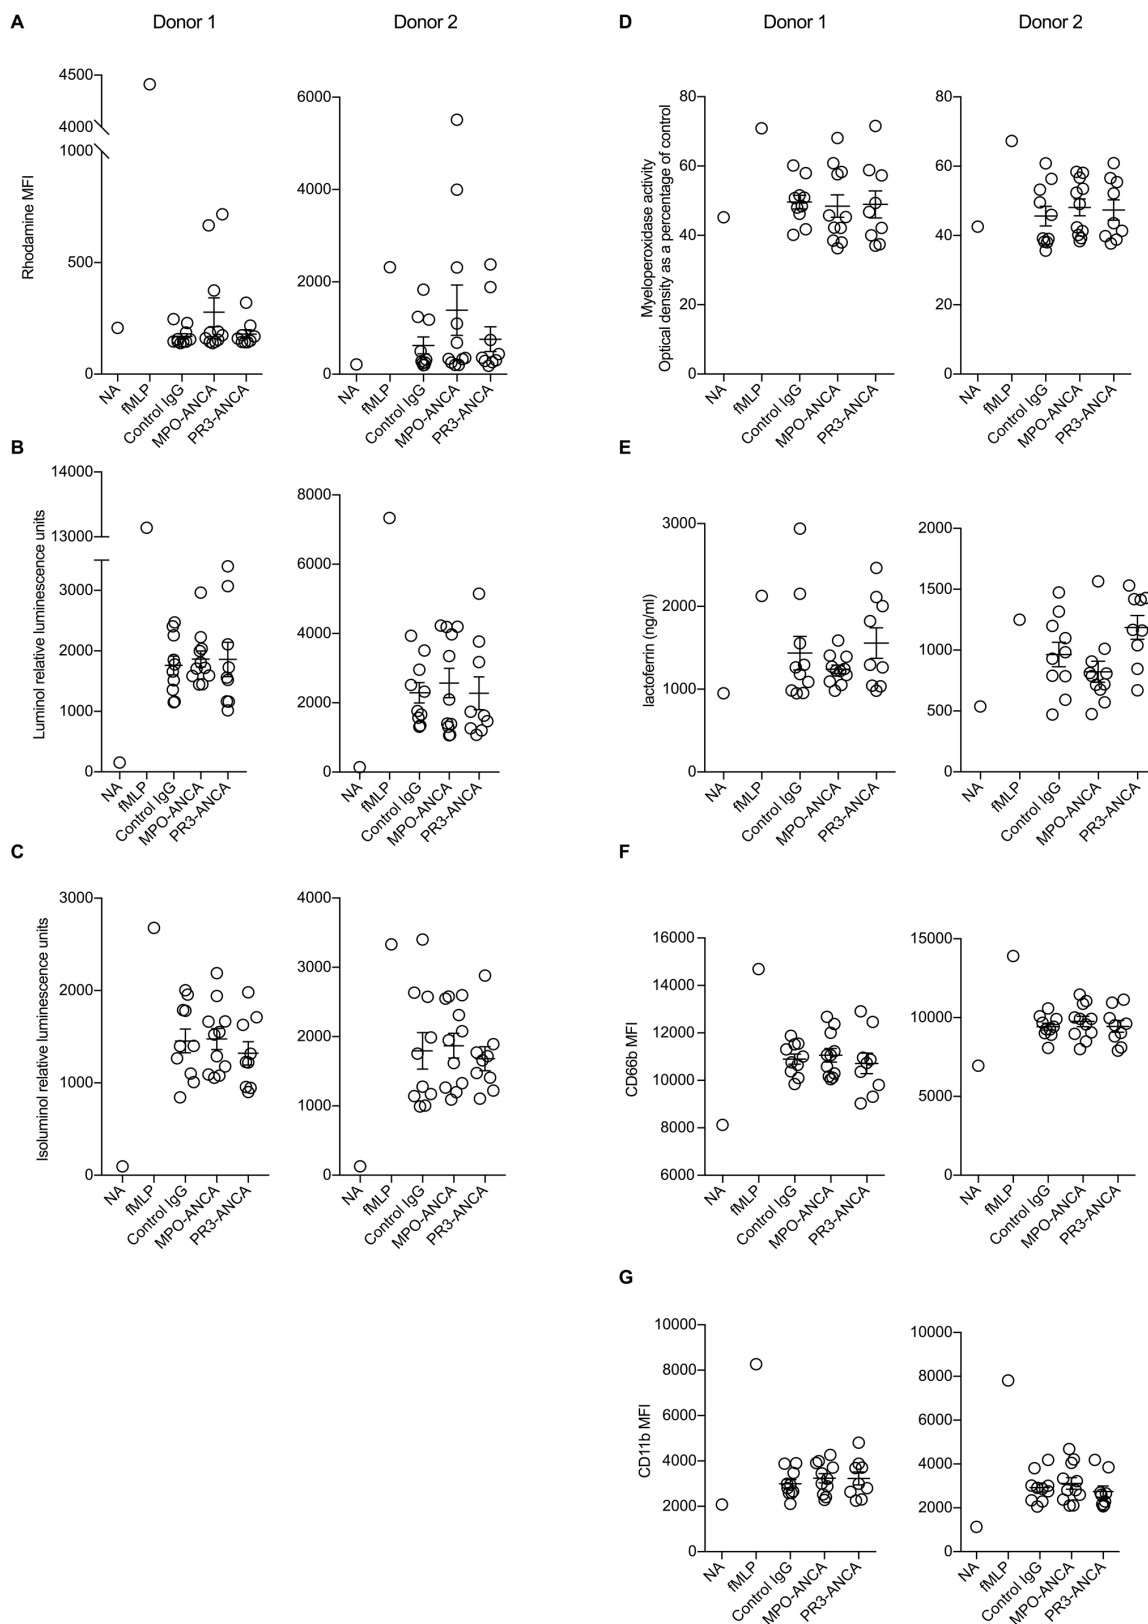 A
Donor 1
Donor 2
Rhodamine MFI
4500
4000
1000
500
0
NA
fMLP
Control IgG
MPO-ANCA
PR3-ANCA
6000
4000
2000
0
NA
fMLP
Control IgG
MPO-ANCA
PR3-ANCA
B
Luminol relative luminescence units
14000
13000
3000
2000
1000
0
NA
fMLP
Control IgG
MPO-ANCA
PR3-ANCA
8000
6000
4000
2000
0
NA
fMLP
Control IgG
MPO-ANCA
PR3-ANCA
C
Isoluminol relative luminescence units
3000
2000
1000
0
NA
fMLP
Control IgG
MPO-ANCA
PR3-ANCA
4000
3000
2000
1000
0
NA
fMLP
Control IgG
MPO-ANCA
PR3-ANCA
D
Donor 1
Donor 2
Myeloperoxidase activity
Optical density as a percentage of control
80
60
40
20
0
NA
fMLP
Control IgG
MPO-ANCA
PR3-ANCA
80
60
40
20
0
NA
fMLP
Control IgG
MPO-ANCA
PR3-ANCA
E
lactoferrin (ng/ml)
3000
2000
1000
0
NA
fMLP
Control IgG
MPO-ANCA
PR3-ANCA
2000
1500
1000
500
0
NA
fMLP
Control IgG
MPO-ANCA
PR3-ANCA
F
CD66b MFI
16000
14000
12000
10000
8000
6000
NA
fMLP
Control IgG
MPO-ANCA
PR3-ANCA
15000
10000
5000
0
NA
fMLP
Control IgG
MPO-ANCA
PR3-ANCA
G
CD11b MFI
10000
8000
6000
4000
2000
0
NA
fMLP
Control IgG
MPO-ANCA
PR3-ANCA
10000
8000
6000
4000
2000
0
NA
fMLP
Control IgG
MPO-ANCA
PR3-ANCA